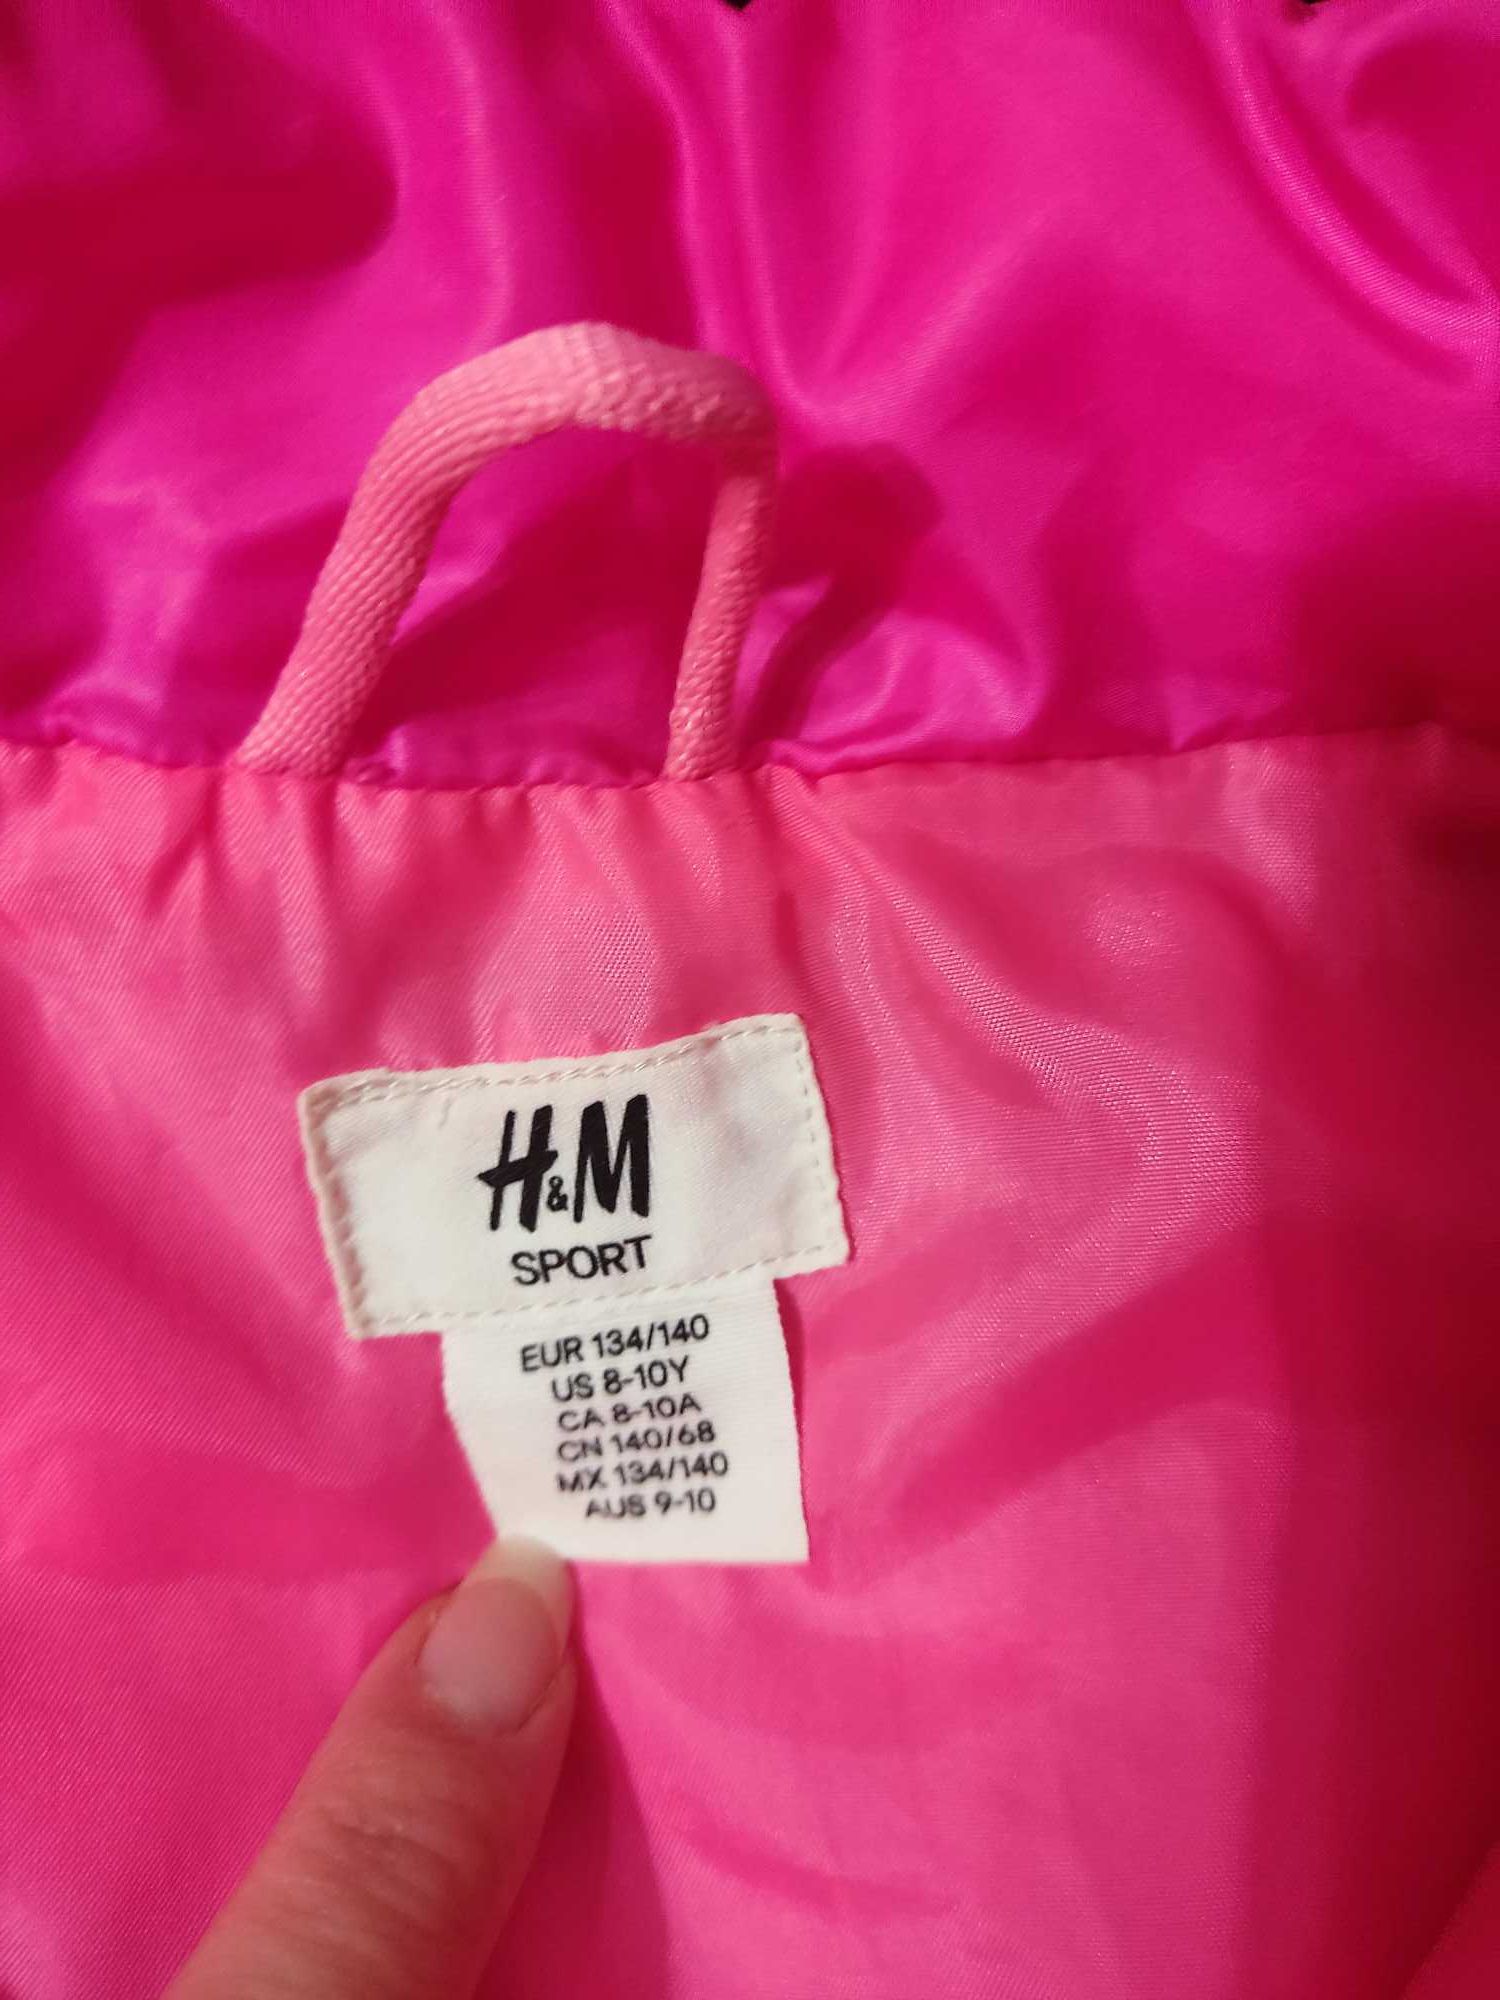 H&M
SPORT
EUR 134/140
US 8-10Y
CA 8-10A
CN 140/68
MX 134/140
AUS 9-10